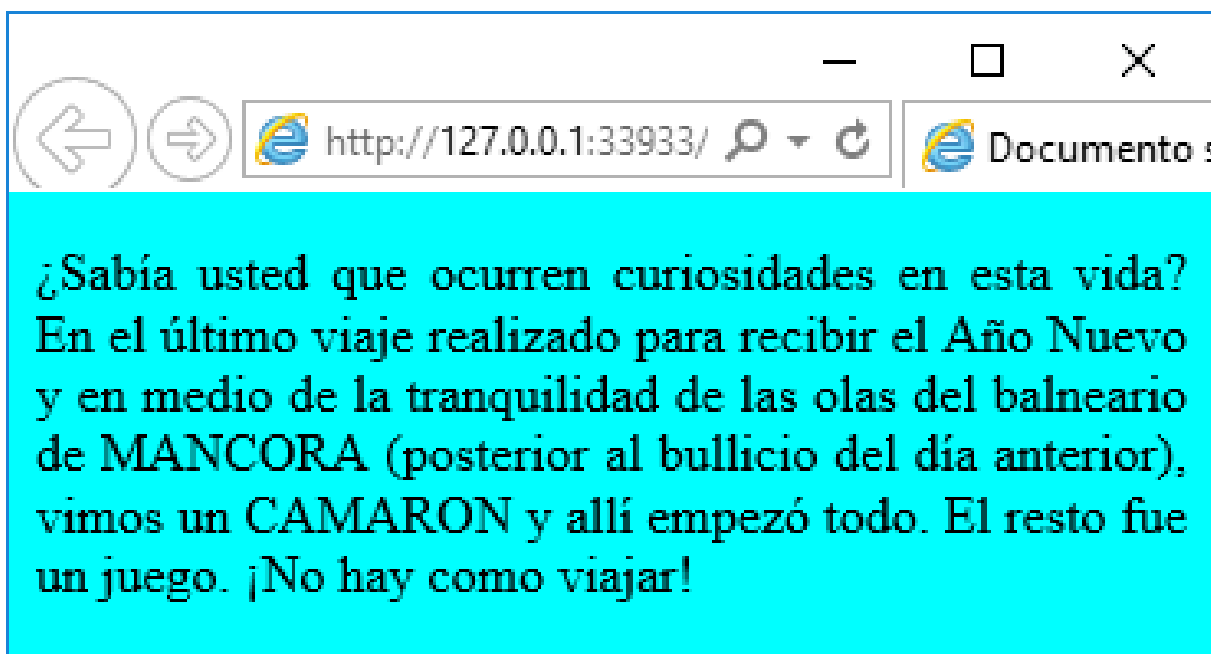 http://127.0.0.1:33933/
Documento
¿Sabía usted que ocurren curiosidades en esta vida?
En el último viaje realizado para recibir el Año Nuevo
y en medio de la tranquilidad de las olas del balneario
de MANCORA (posterior al bullicio del día anterior),
vimos un CAMARON y allí empezó todo. El resto fue
un juego. ¡No hay como viajar!